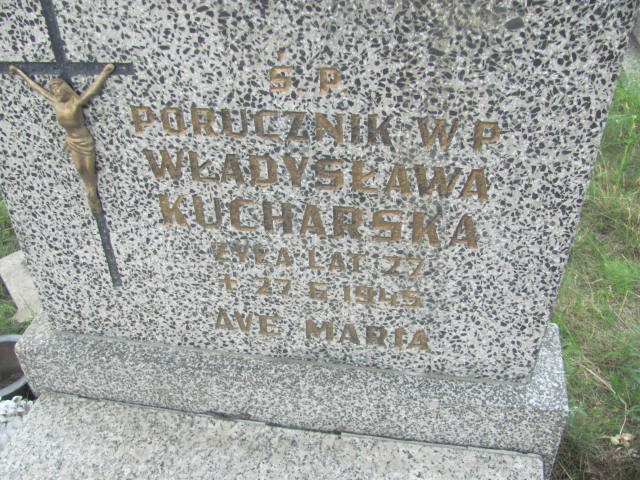 Ś. P
PORUCZNIK W P
WŁADYSŁAWA
KUCHARSKA
ŻYŁA LAT 27
† 27 6 1945
AVE MARIA